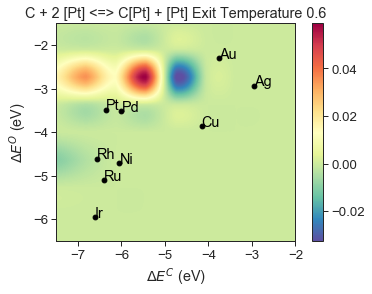 C + 2 [Pt] <=> C[Pt] + [Pt] Exit Temperature 0.6
ΔE^O (eV)
−2
−3
−4
−5
−6
Au
Ag
Pt
Pd
Cu
Rh
Ni
Ru
Ir
0.04
0.02
0.00
−0.02
−7
−6
−5
−4
−3
−2
ΔE^C (eV)